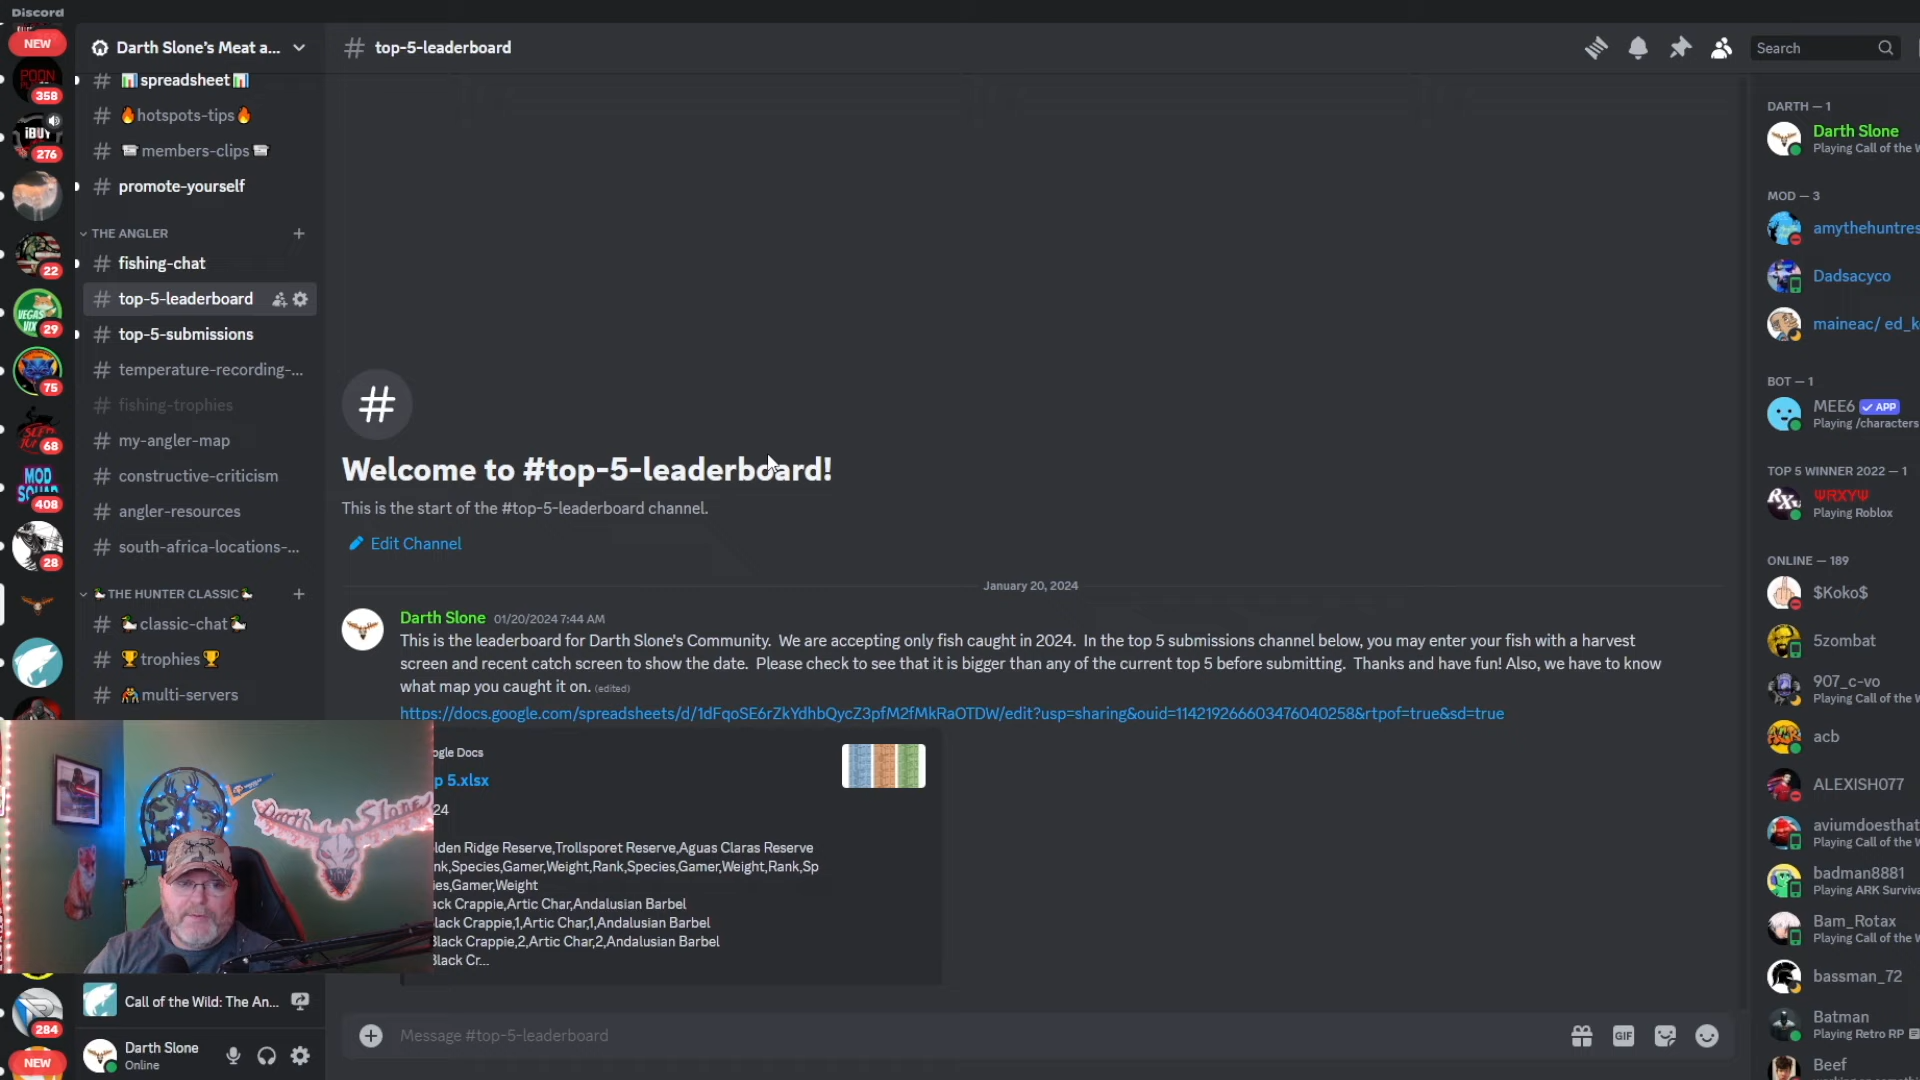 Discord
NEW
358
iBUY
276
22
VEGAS
VIX
29
75
68
MOD
SQUAD
408
28
284
NEW
Darth Slone's Meat a...
# spreadsheet
# hotspots-tips
# members-clips
# promote-yourself
THE ANGLER +
# fishing-chat
# top-5-leaderboard
# top-5-submissions
# temperature-recording-...
# fishing-trophies
# my-angler-map
# constructive-criticism
# angler-resources
# south-africa-locations-...
THE HUNTER CLASSIC +
# classic-chat
# trophies
# multi-servers
Darth Slone
Call of the Wild: The An...
Darth Slone
Online
# top-5-leaderboard
Search
#
Welcome to #top-5-leaderboard!
This is the start of the #top-5-leaderboard channel.
Edit Channel
January 20, 2024
Darth Slone 01/20/2024 7:44 AM
This is the leaderboard for Darth Slone's Community. We are accepting only fish caught in 2024. In the top 5 submissions channel below, you may enter your fish with a harvest
screen and recent catch screen to show the date. Please check to see that it is bigger than any of the current top 5 before submitting. Thanks and have fun! Also, we have to know
what map you caught it on. (edited)
https://docs.google.com/spreadsheets/d/1dFqoSE6rZkYdhbQycZ3pfM2fMkRaOTDW/edit?usp=sharing&ouid=114219266603476040258&rtpof=true&sd=true
ogle Docs
p 5.xlsx
24
lden Ridge Reserve,Trollsporet Reserve,Aguas Claras Reserve
nk,Species,Gamer,Weight,Rank,Species,Gamer,Weight,Rank,Sp
ies,Gamer,Weight
ack Crappie,Artic Char,Andalusian Barbel
lack Crappie,1,Artic Char,1,Andalusian Barbel
Black Crappie,2,Artic Char,2,Andalusian Barbel
Black Cr...
Message #top-5-leaderboard
GIF
DARTH — 1
Darth Slone
Playing Call of the W
MOD — 3
amythehuntres
Dadsacyco
maineac/ ed_k
BOT — 1
MEE6 APP
Playing /characters
TOP 5 WINNER 2022 — 1
ΨRXYΨ
Playing Roblox
ONLINE — 189
$Koko$
5zombat
907_c-vo
Playing Call of the W
acb
ALEXISH077
aviumdoesthat
Playing Call of the W
badman8881
Playing ARK Surviva
Bam_Rotax
Playing Call of the W
bassman_72
Batman
Playing Retro RP
Beef